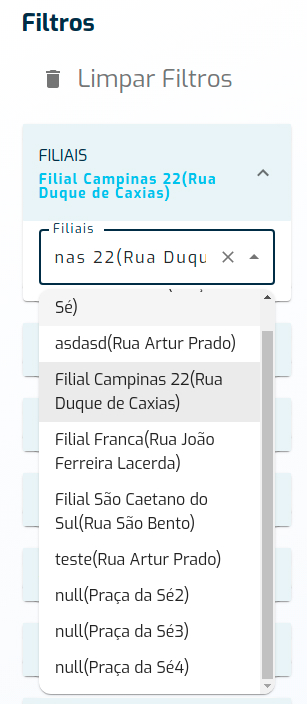 Filtros
Limpar Filtros
FILIAIS
Filial Campinas 22(Rua
Duque de Caxias)
Filiais
nas 22(Rua Duqu
Sé)
asdasd(Rua Artur Prado)
Filial Campinas 22(Rua
Duque de Caxias)
Filial Franca(Rua João
Ferreira Lacerda)
Filial São Caetano do
Sul(Rua São Bento)
teste(Rua Artur Prado)
null(Praça da Sé2)
null(Praça da Sé3)
null(Praça da Sé4)